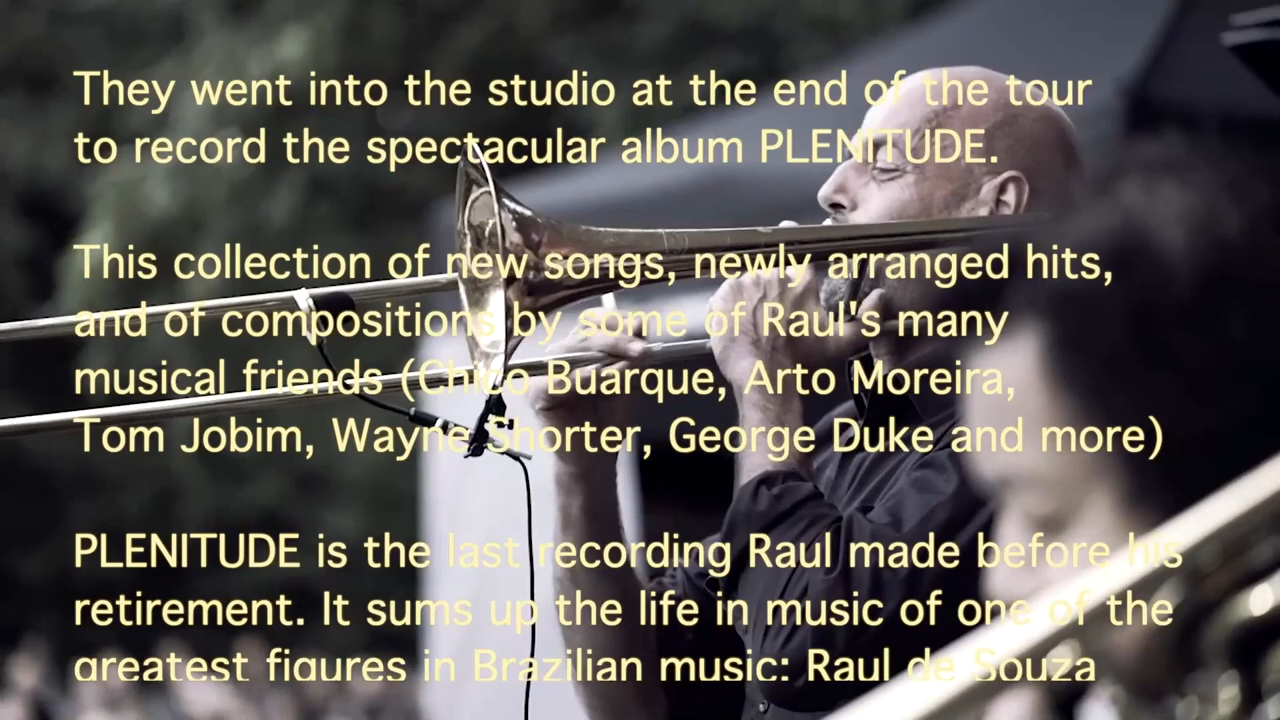 They went into the studio at the end of the tour
to record the spectacular album PLENITUDE.
This collection of new songs, newly arranged hits,
and of compositions by some of Raul's many
musical friends (Chico Buarque, Arto Moreira,
Tom Jobim, Wayne Shorter, George Duke and more)
PLENITUDE is the last recording Raul made before his
retirement. It sums up the life in music of one of the
greatest figures in Brazilian music: Raul de Souza